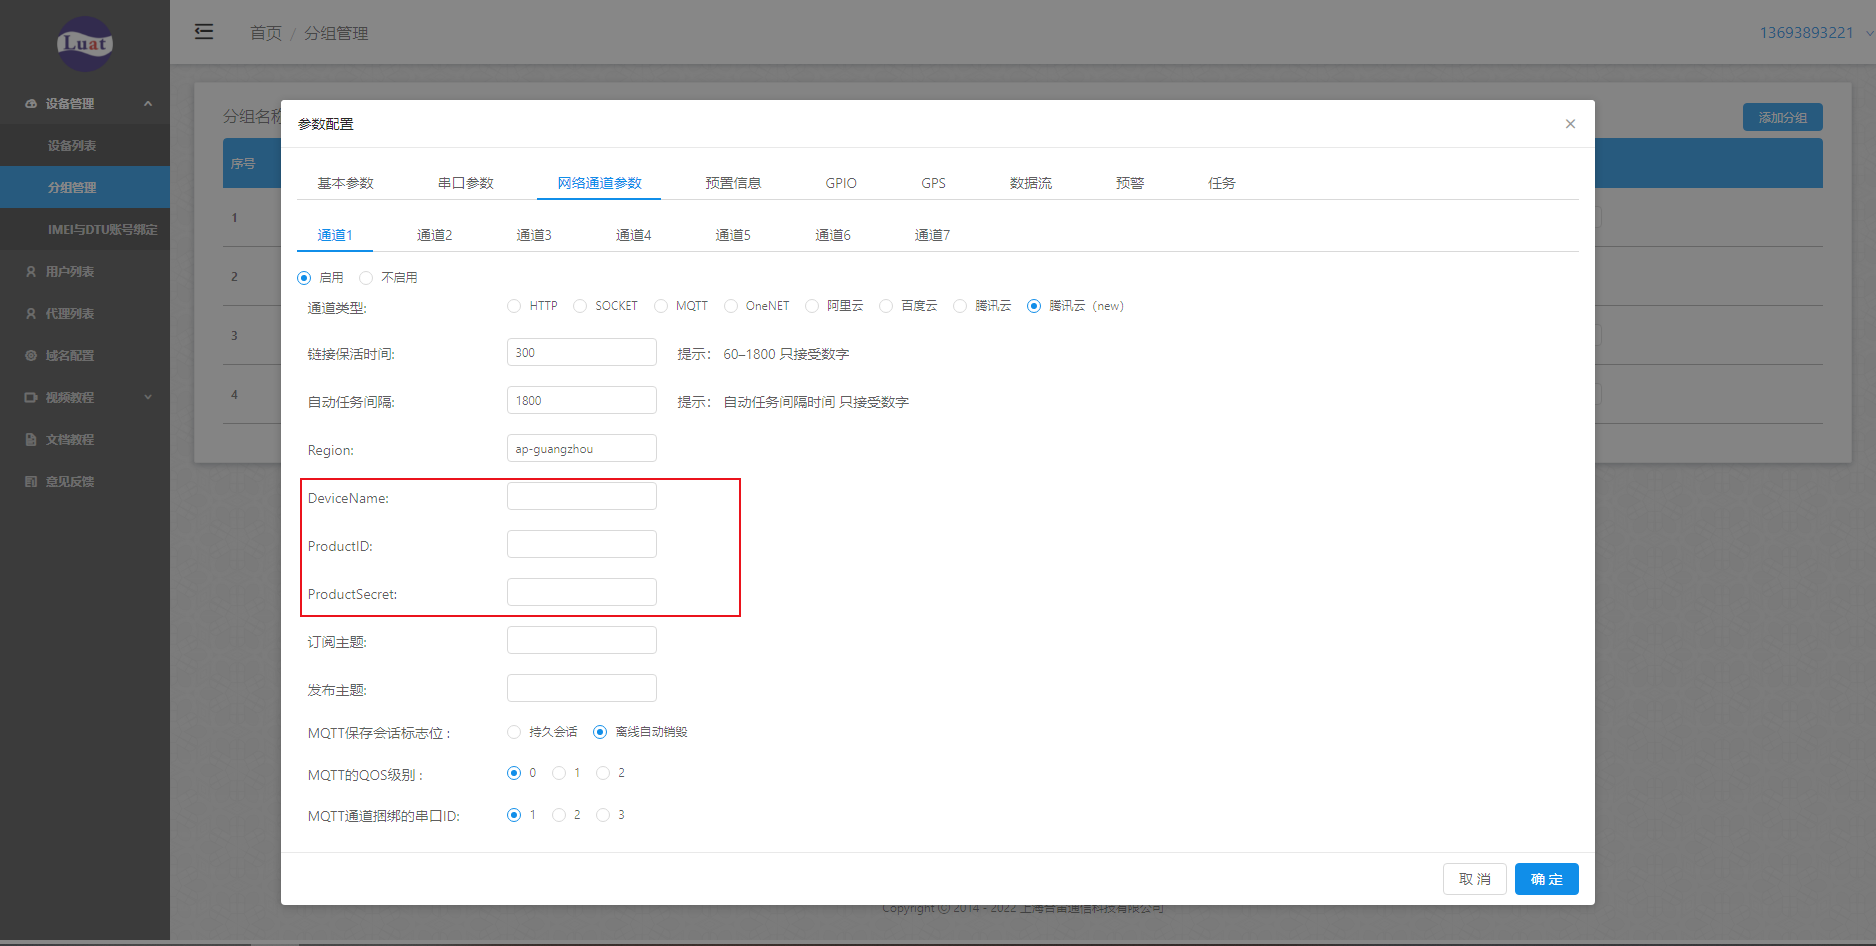 Luat
首页 / 分组管理
13693893221
设备管理
设备列表
分组管理
IMEI与DTU账号绑定
用户列表
代理列表
域名配置
视频教程
文档教程
意见反馈
分组名称
添加分组
序号
1
2
3
4
参数配置
基本参数 串口参数 网络通道参数 预置信息 GPIO GPS 数据流 预警 任务
通道1 通道2 通道3 通道4 通道5 通道6 通道7
启用 不启用
通道类型: HTTP SOCKET MQTT OneNET 阿里云 百度云 腾讯云 腾讯云（new）
链接保活时间: 300 提示： 60–1800 只接受数字
自动任务间隔: 1800 提示： 自动任务间隔时间 只接受数字
Region: ap-guangzhou
DeviceName:
ProductID:
ProductSecret:
订阅主题:
发布主题:
MQTT保存会话标志位 : 持久会话 离线自动销毁
MQTT的QOS级别 : 0 1 2
MQTT通道捆绑的串口ID: 1 2 3
取 消 确 定
Copyright © 2014 - 2022 上海合宙通信科技有限公司